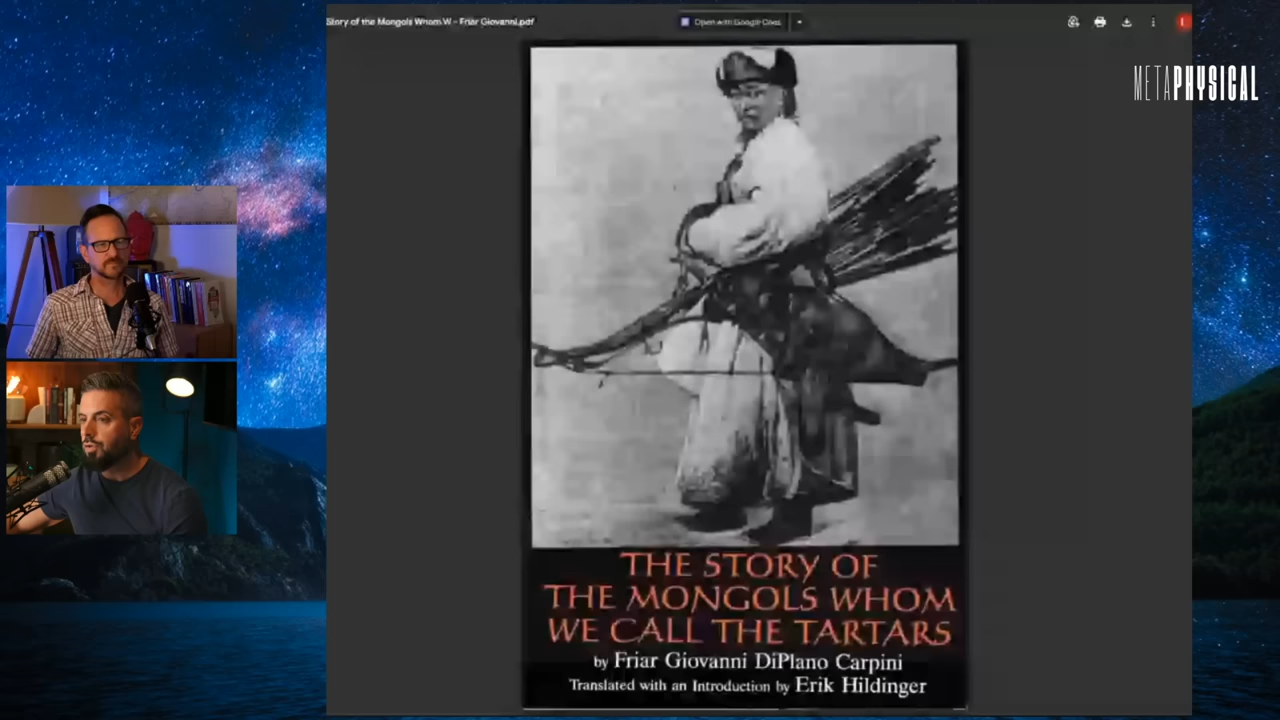 Story of the Mongols Whom W - Friar Giovanni.pdf
Open with Google Docs
METAPHYSICAL
THE STORY OF
THE MONGOLS WHOM
WE CALL THE TARTARS
by Friar Giovanni DiPlano Carpini
Translated with an Introduction by Erik Hildinger